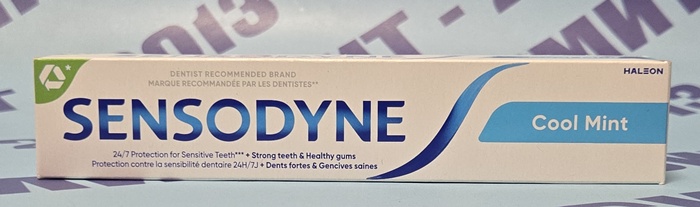 DENTIST RECOMMENDED BRAND
MARQUE RECOMMANDÉE PAR LES DENTISTES**
HALEON
SENSODYNE
Cool Mint
24/7 Protection for Sensitive Teeth*** + Strong teeth & Healthy gums
Protection contre la sensibilité dentaire 24H/7J + Dents fortes & Gencives saines